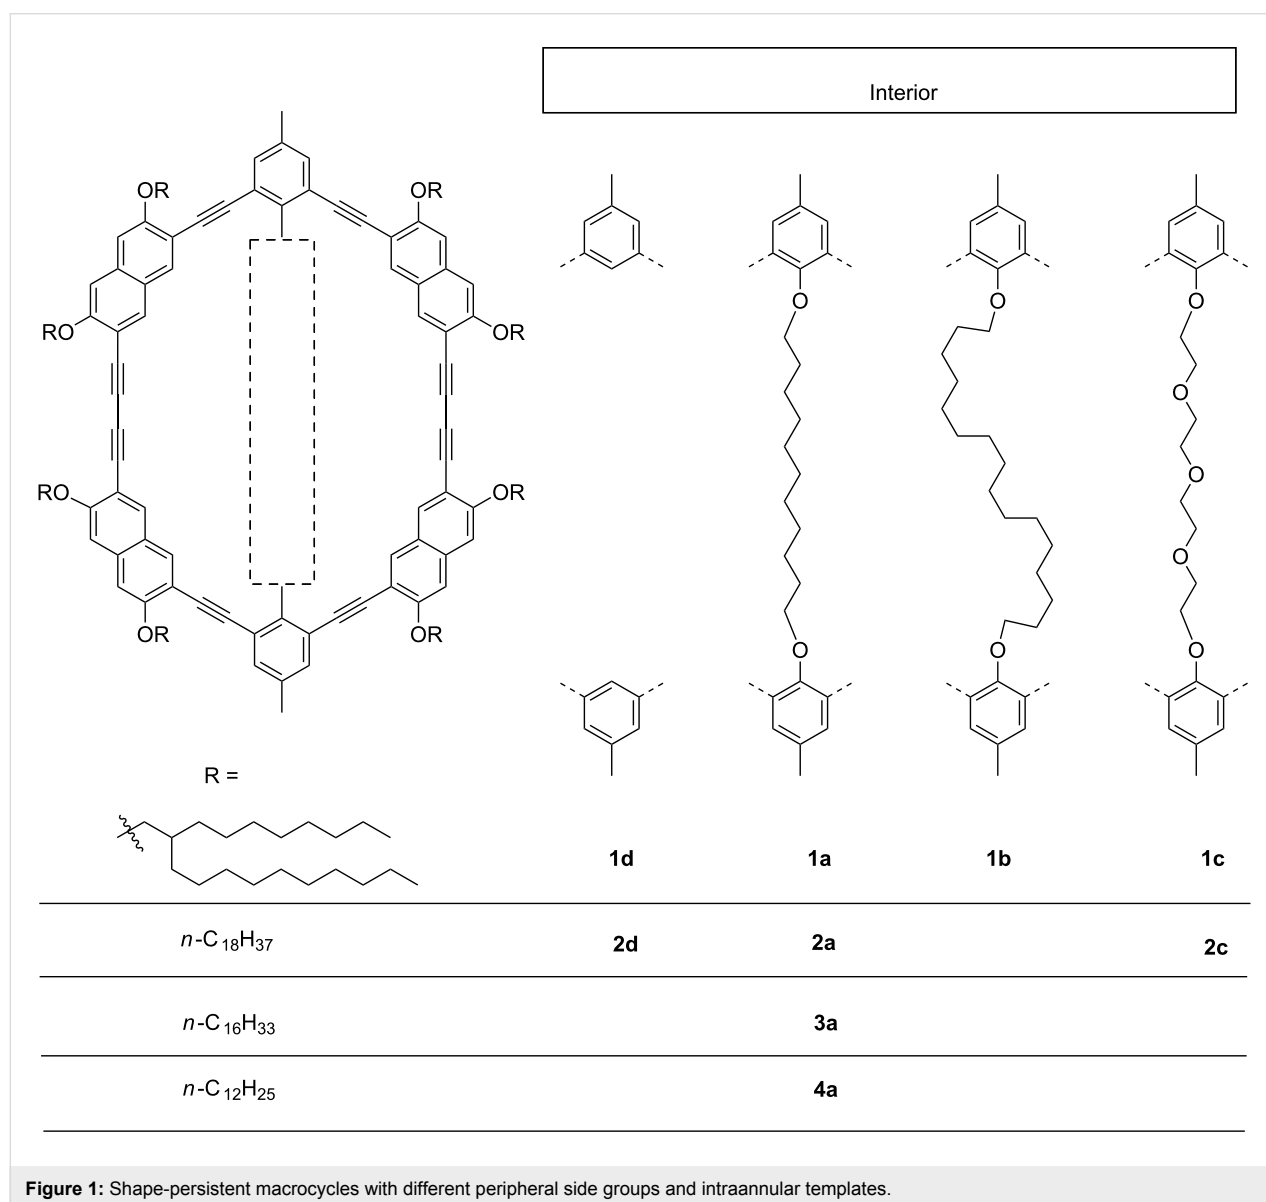 Interior
OR
OR
RO
OR
RO
OR
OR
OR
O
O
O
O
O
O
O
O
O
R =
1d
1a
1b
1c
n-C18H37
2d
2a
2c
n-C16H33
3a
n-C12H25
4a
Figure 1: Shape-persistent macrocycles with different peripheral side groups and intraannular templates.